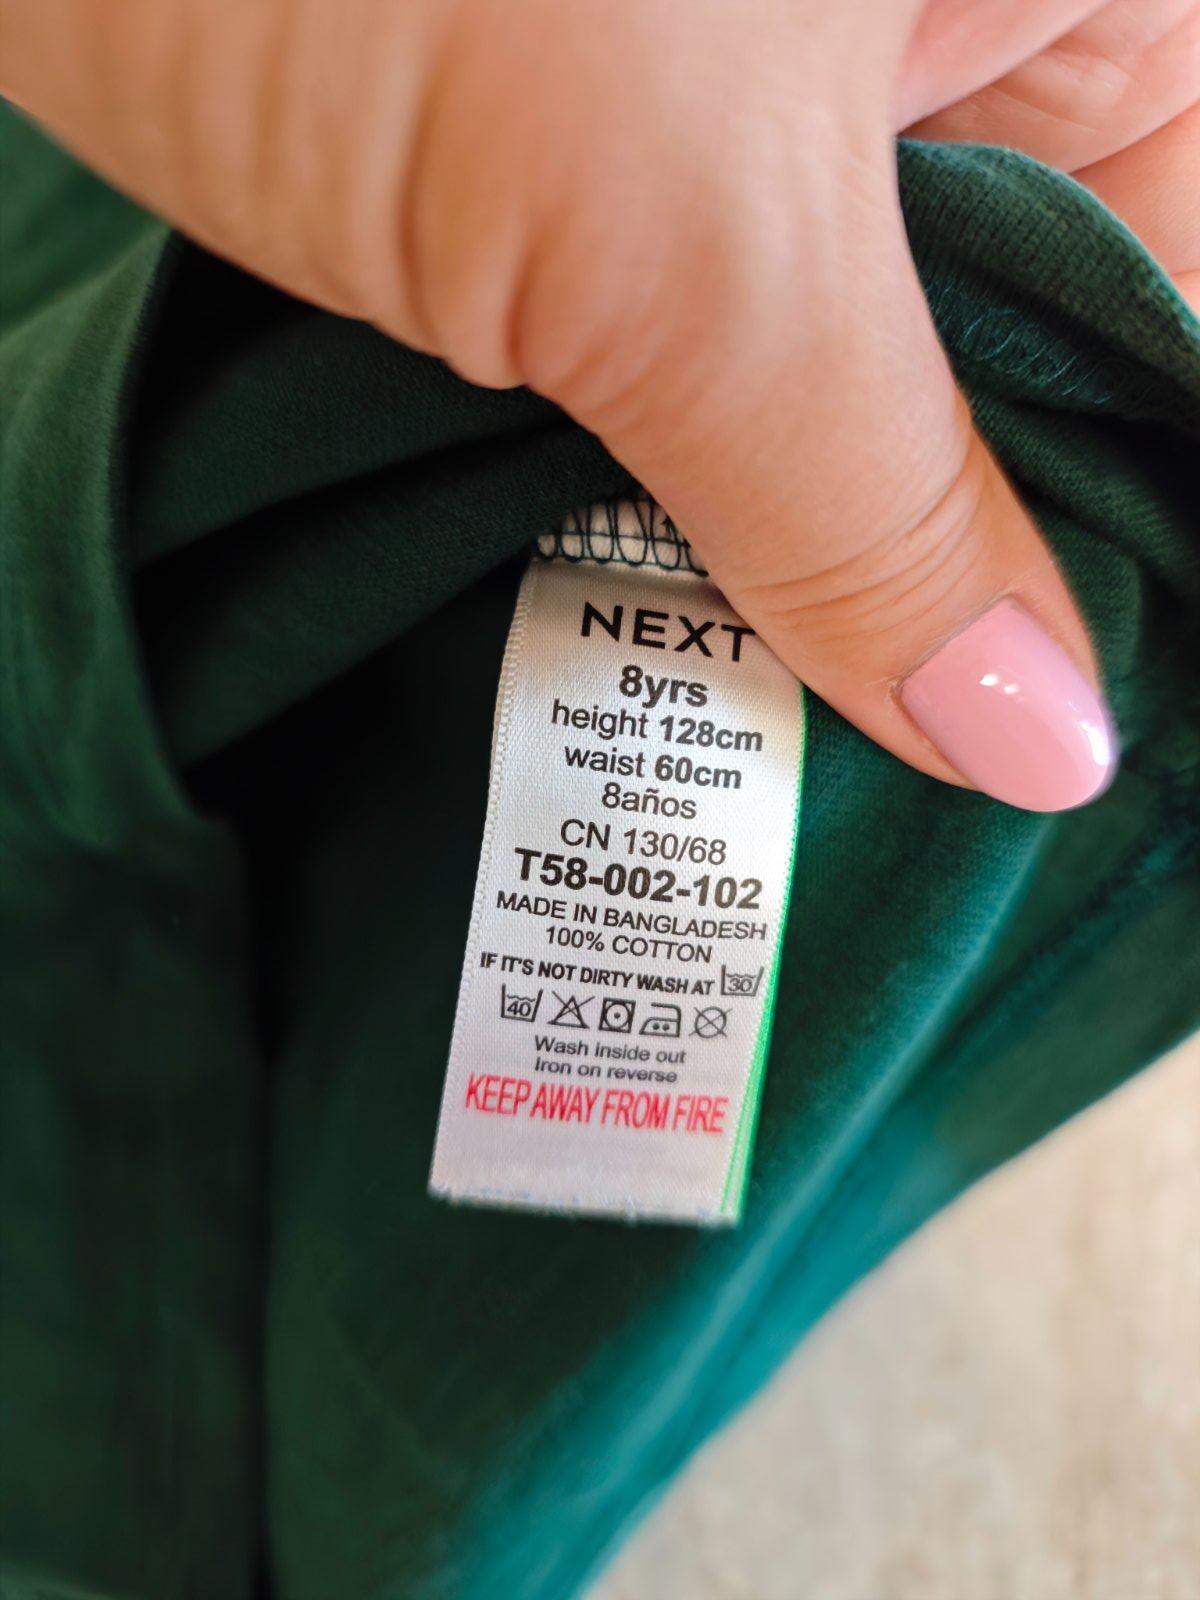 NEXT
8yrs
height 128cm
waist 60cm
8años
CN 130/68
T58-002-102
MADE IN BANGLADESH
100% COTTON
IF IT'S NOT DIRTY WASH AT 30
40
Wash inside out
Iron on reverse
KEEP AWAY FROM FIRE